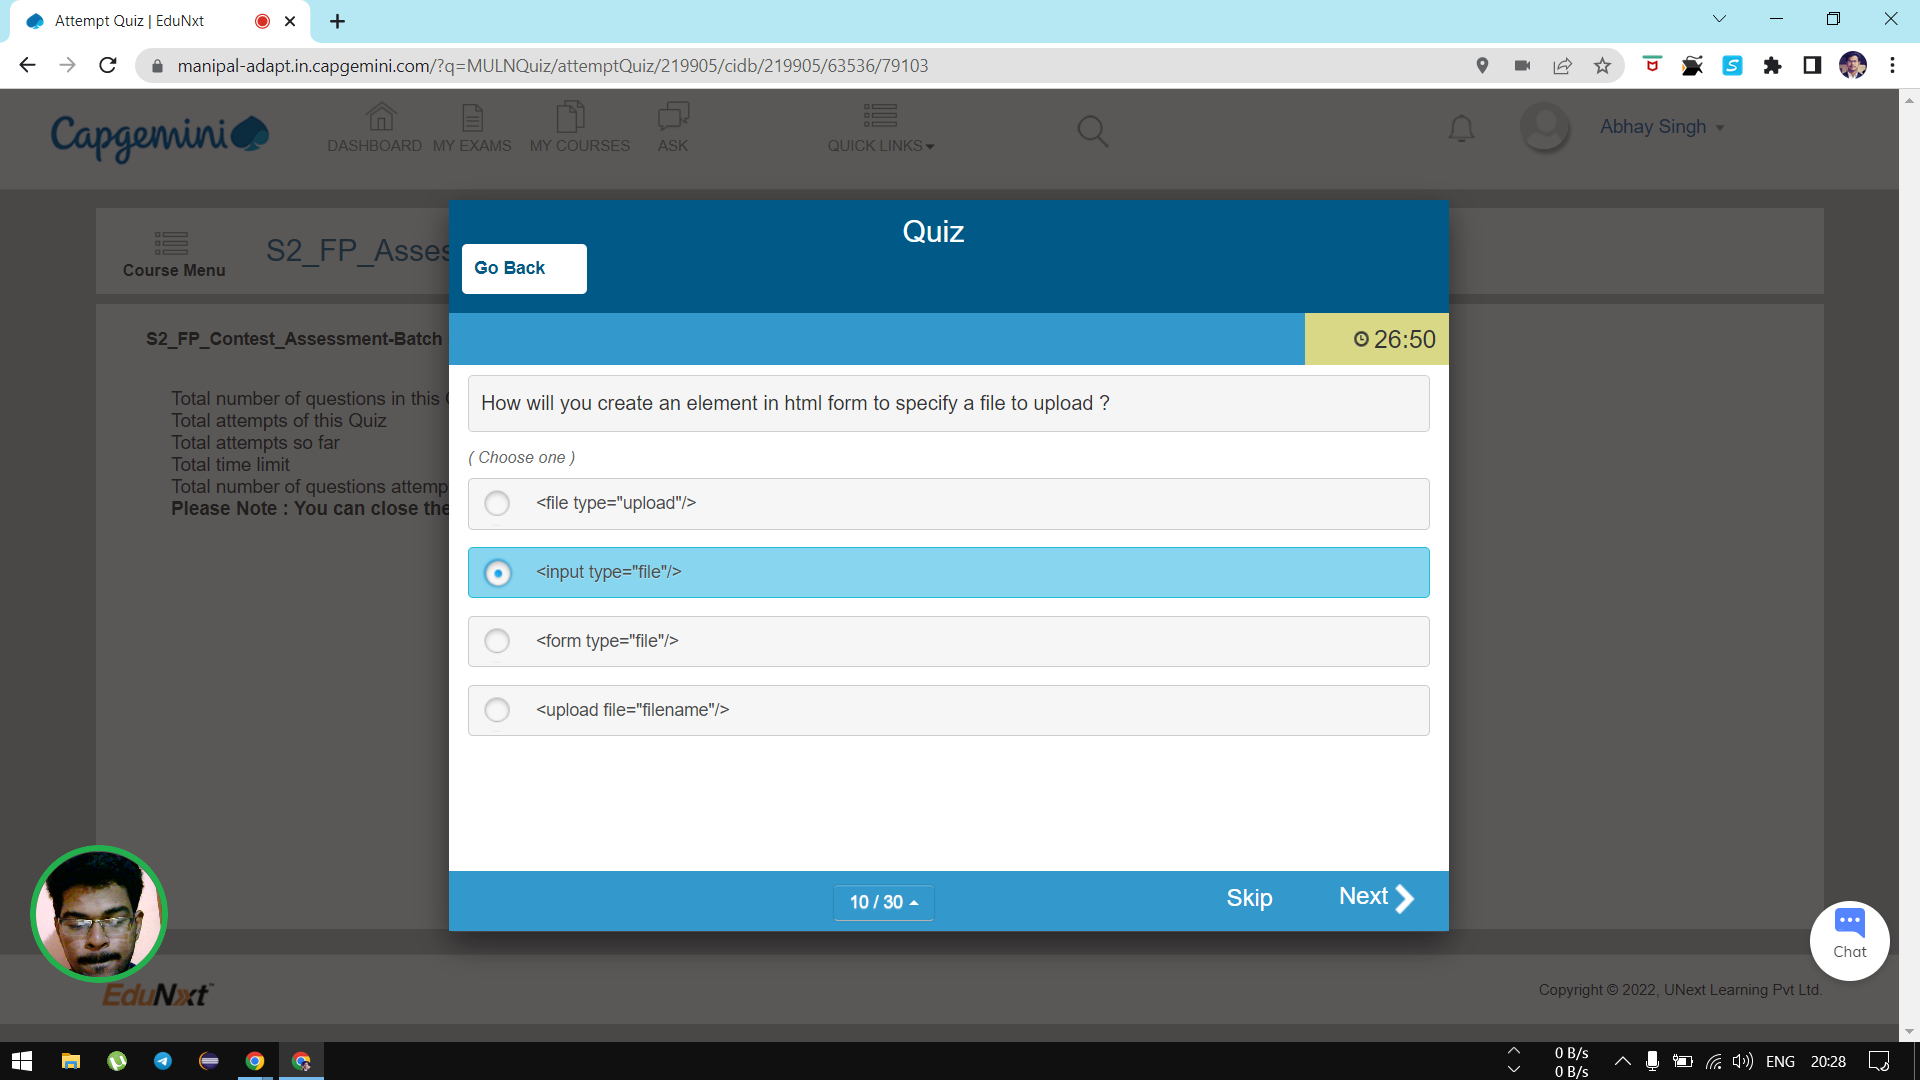 Attempt Quiz | EduNxt
manipal-adapt.in.capgemini.com/?q=MULNQuiz/attemptQuiz/219905/cidb/219905/63536/79103
Capgemini
DASHBOARD MY EXAMS MY COURSES ASK QUICK LINKS
Abhay Singh
Course Menu
S2_FP_Asses
Quiz
Go Back
26:50
S2_FP_Contest_Assessment-Batch
Total number of questions in this
Total attempts of this Quiz
Total attempts so far
Total time limit
Total number of questions attemp
Please Note : You can close the
How will you create an element in html form to specify a file to upload ?
( Choose one )
<file type="upload"/>
<input type="file"/>
<form type="file"/>
<upload file="filename"/>
10 / 30
Skip
Next
Chat
EduNxt
Copyright © 2022, UNext Learning Pvt Ltd.
0 B/s
0 B/s
ENG
20:28